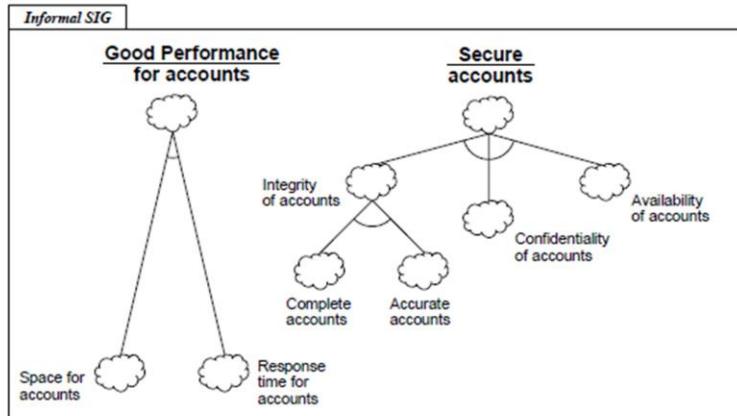 Informal SIG
Good Performance
for accounts
Secure
accounts
Integrity
of accounts
Availability
of accounts
Confidentiality
of accounts
Complete
accounts
Accurate
accounts
Space for
accounts
Response
time for
accounts